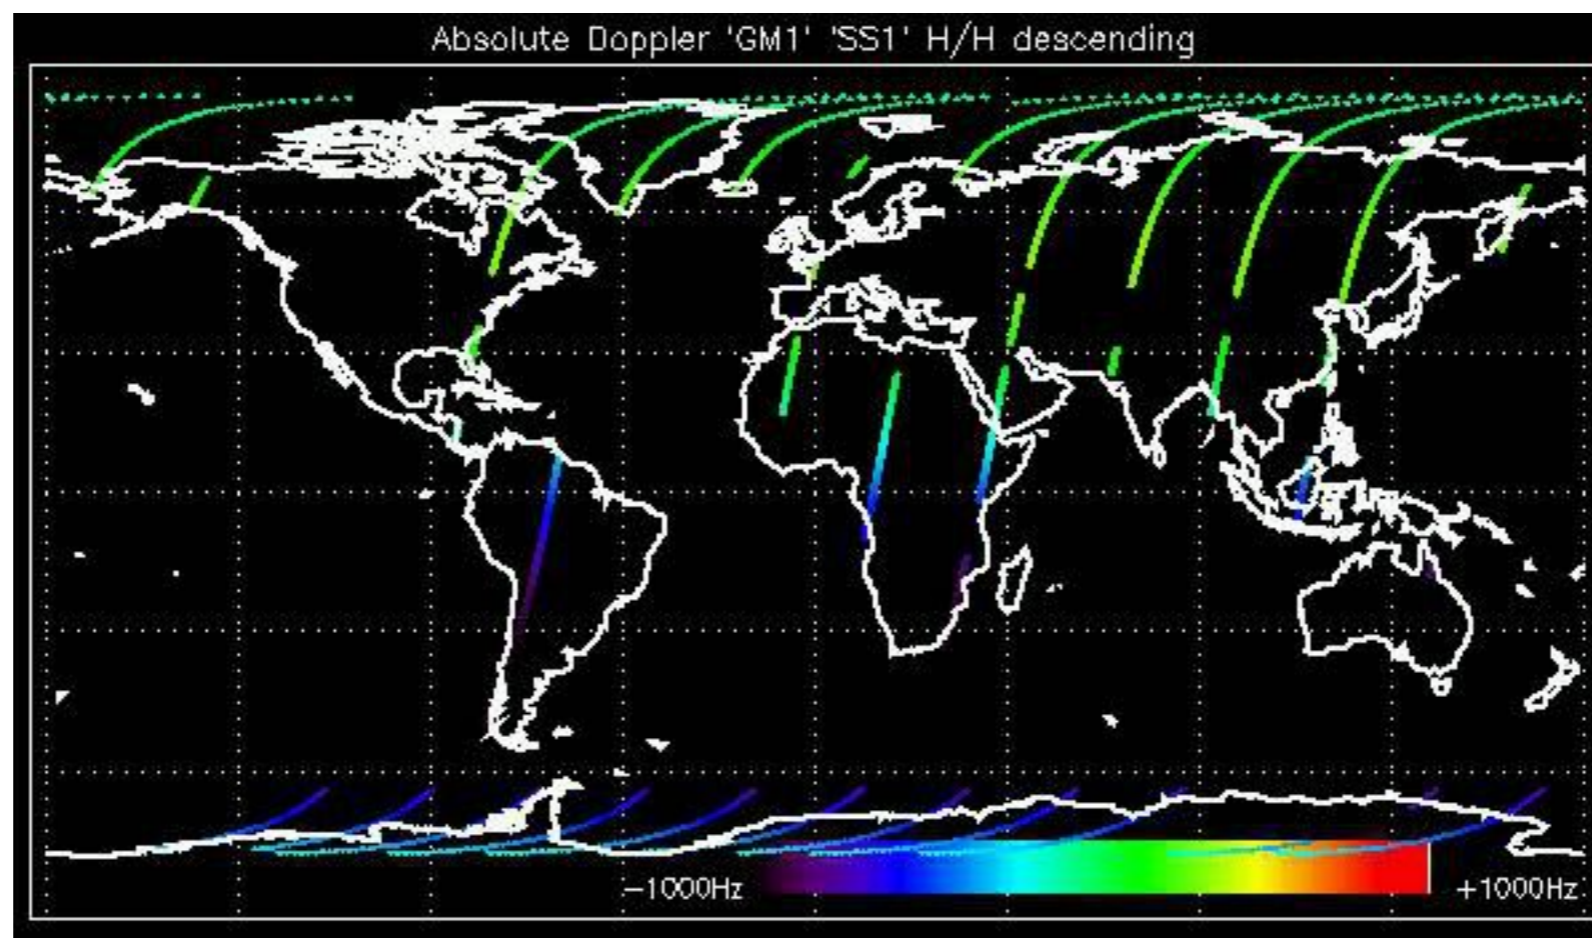 Absolute Doppler 'GM1' 'SS1' H/H descending
−1000Hz
+1000Hz